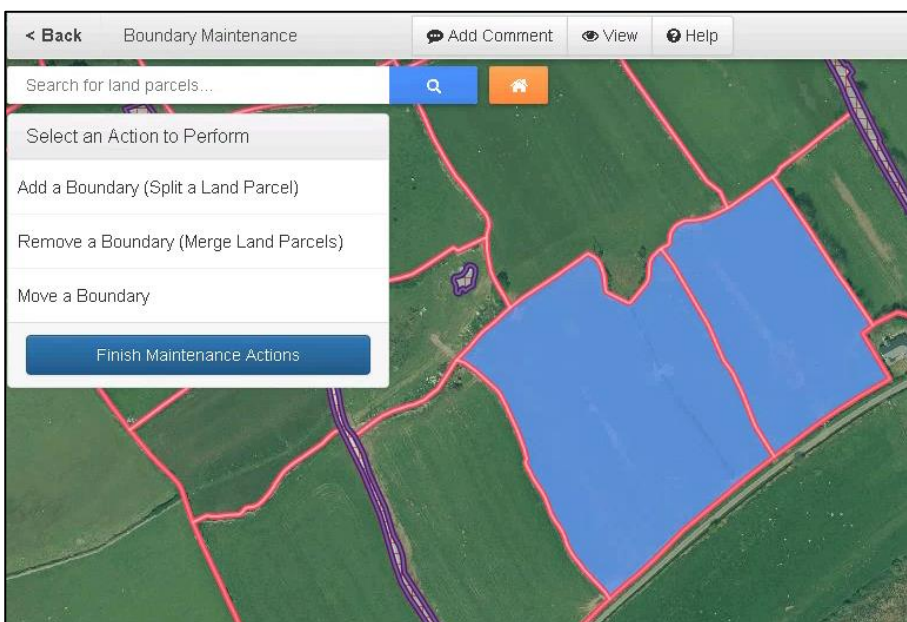 < Back Boundary Maintenance Add Comment View Help
Search for land parcels...
Select an Action to Perform
Add a Boundary (Split a Land Parcel)
Remove a Boundary (Merge Land Parcels)
Move a Boundary
Finish Maintenance Actions